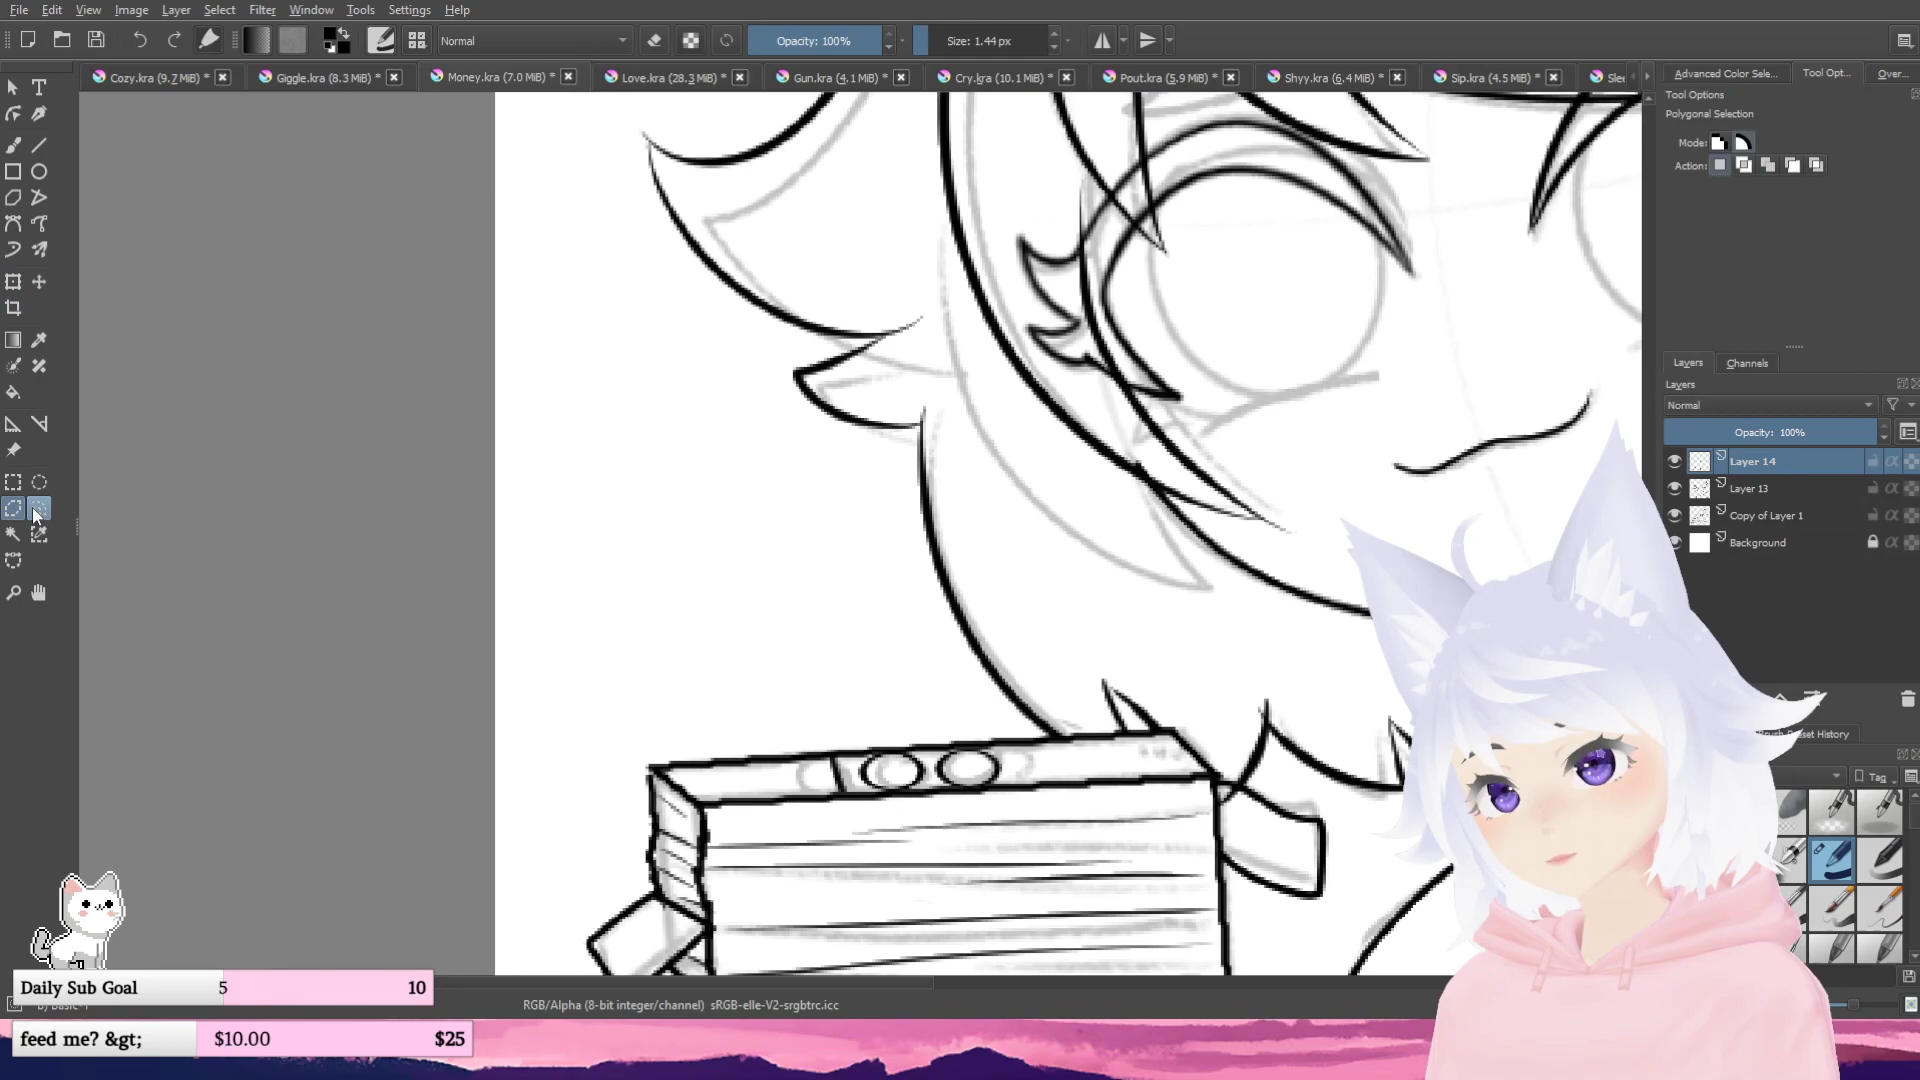 File Edit View Image Layer Select Filter Window Tools Settings Help
Normal Opacity: 100% Size: 1.44 px
Cozy.kra (9.7 MiB) * Giggle.kra (8.3 MiB) * Money.kra (7.0 MiB) * Love.kra (28.3 MiB) * Gun.kra (4.1 MiB) * Cry.kra (10.1 MiB) * Pout.kra (5.9 MiB) * Shyy.kra (6.4 MiB) * Sip.kra (4.5 MiB) * Slee
Advanced Color Sele... Tool Opt... Over...
Tool Options
Polygonal Selection
Mode:
Action:
Layers Channels
Layers
Normal
Opacity: 100%
Layer 14
Layer 13
Copy of Layer 1
Background
Preset History
Tag
Daily Sub Goal 5 10
RGB/Alpha (8-bit integer/channel) sRGB-elle-V2-srgbtrc.icc
feed me? &gt; $10.00 $25